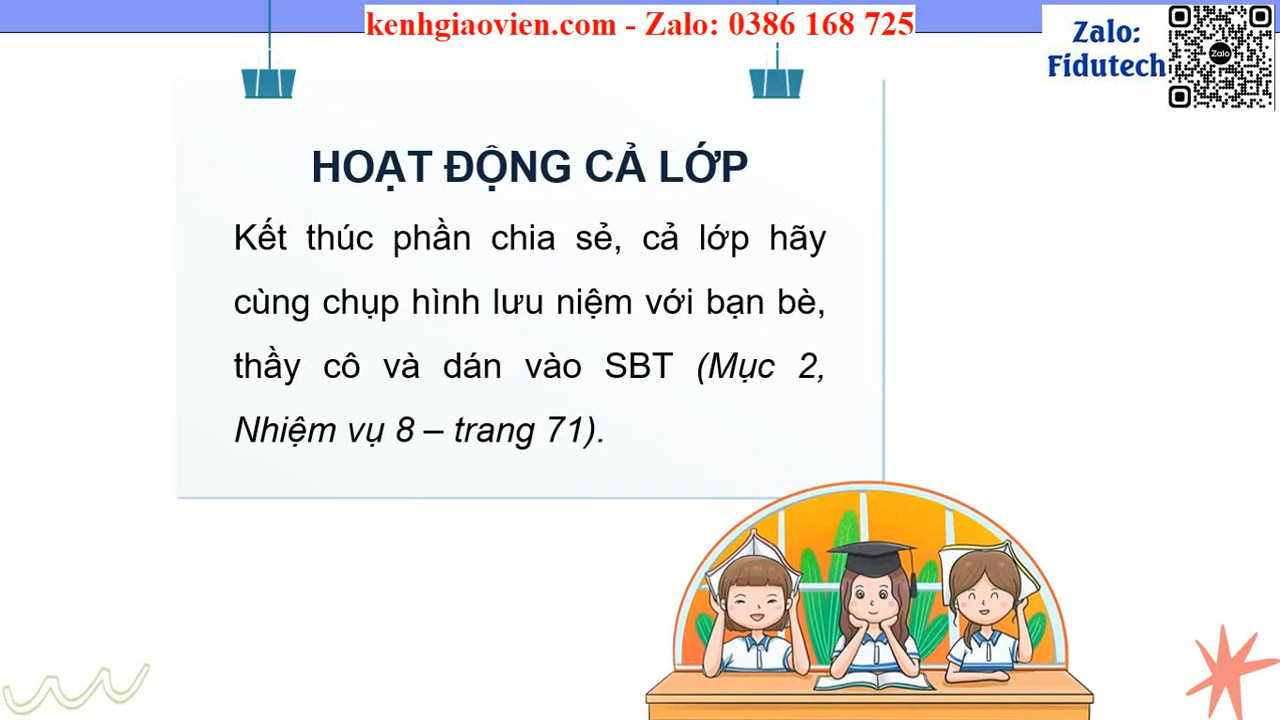 kenhgiaovien.com - Zalo: 0386 168 725
Zalo:
Fidutech
Zalo
HOẠT ĐỘNG CẢ LỚP
Kết thúc phần chia sẻ, cả lớp hãy
cùng chụp hình lưu niệm với bạn bè,
thầy cô và dán vào SBT (Mục 2,
Nhiệm vụ 8 – trang 71).